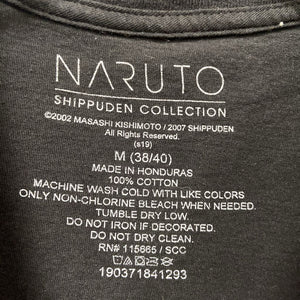 NARUTO
SHIPPUDEN COLLECTION
©2002 MASASHI KISHIMOTO / 2007 SHIPPUDEN
All Rights Reserved.
(s19)
M (38/40)
MADE IN HONDURAS
100% COTTON
MACHINE WASH COLD WITH LIKE COLORS
ONLY NON-CHLORINE BLEACH WHEN NEEDED.
TUMBLE DRY LOW.
DO NOT IRON IF DECORATED.
DO NOT DRY CLEAN.
RN# 115665 / SCC
190371841293